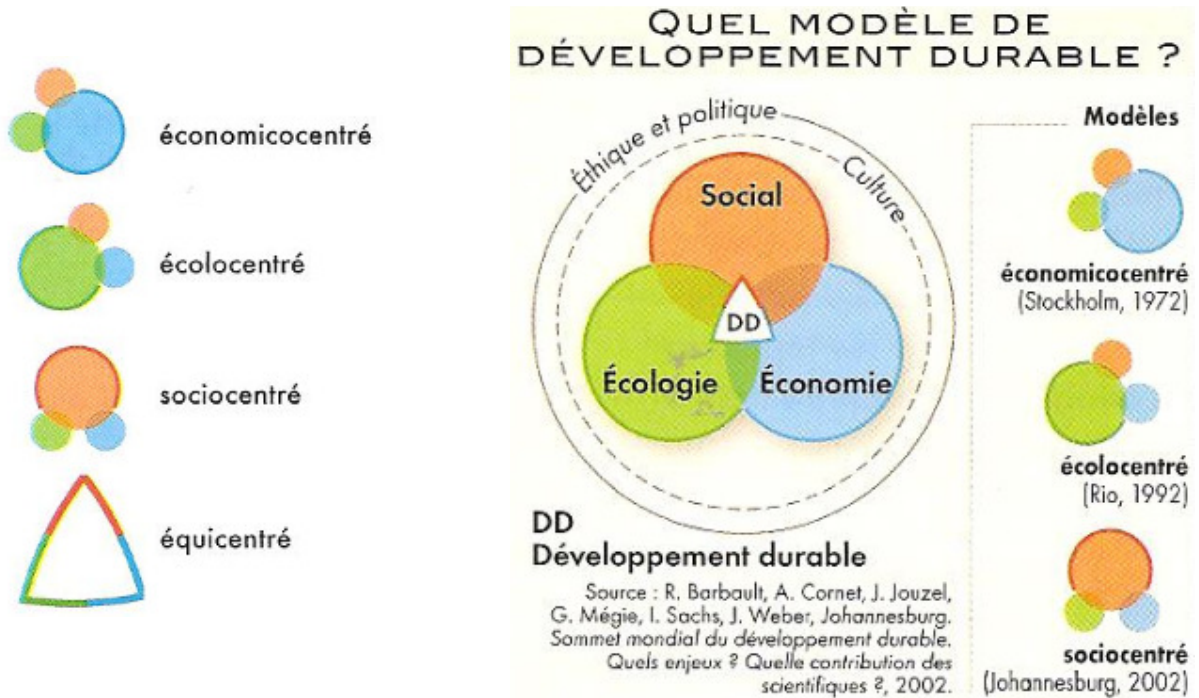 économicocentré
écolocentré
sociocentré
équicentré
QUEL MODÈLE DE
DÉVELOPPEMENT DURABLE ?
Éthique et politique
Culture
Social
DD
Écologie
Économie
DD
Développement durable
Source : R. Barbault, A. Cornet, J. Jouzel,
G. Mégie, I. Sachs, J. Weber, Johannesburg.
Sommet mondial du développement durable.
Quels enjeux ? Quelle contribution des
scientifiques ?, 2002.
Modèles
économicocentré
(Stockholm, 1972)
écolocentré
(Rio, 1992)
sociocentré
(Johannesburg, 2002)